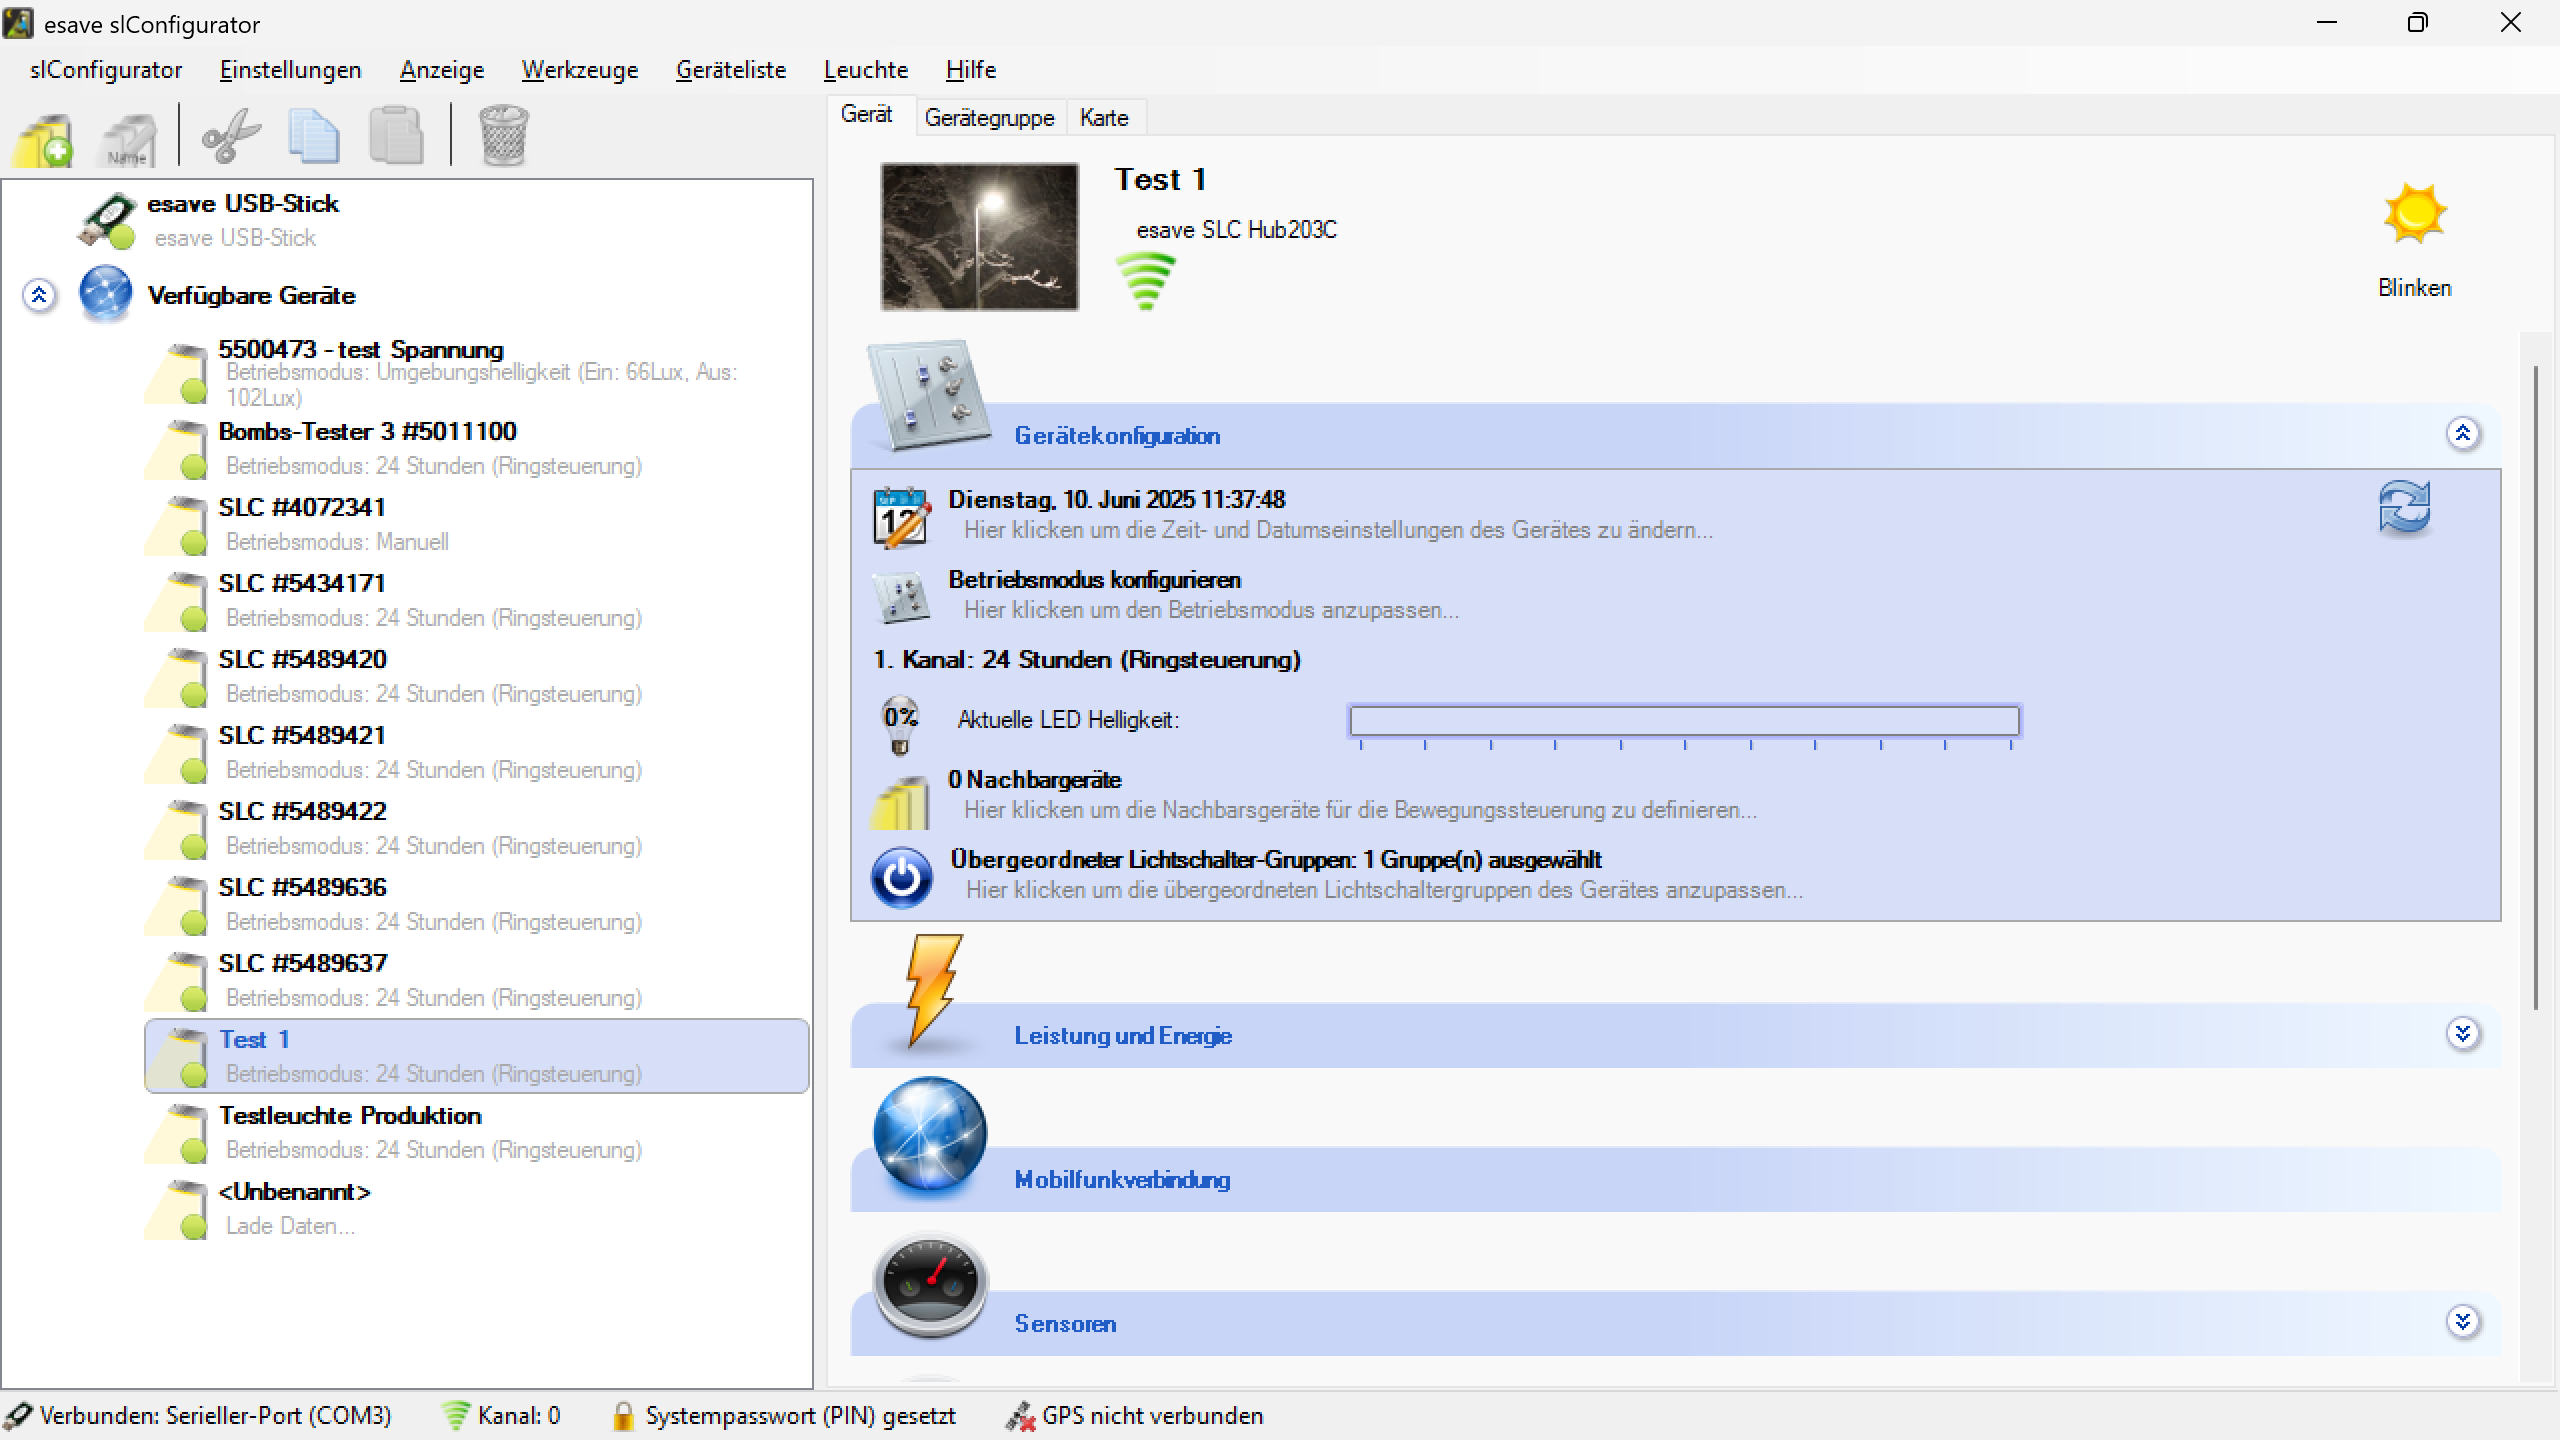 esave slConfigurator
slConfigurator Einstellungen Anzeige Werkzeuge Geräteliste Leuchte Hilfe
Name
esave USB-Stick
esave USB-Stick
Verfügbare Geräte
5500473 - test Spannung
Betriebsmodus: Umgebungshelligkeit (Ein: 66Lux, Aus:
102Lux)
Bombs-Tester 3 #5011100
Betriebsmodus: 24 Stunden (Ringsteuerung)
SLC #4072341
Betriebsmodus: Manuell
SLC #5434171
Betriebsmodus: 24 Stunden (Ringsteuerung)
SLC #5489420
Betriebsmodus: 24 Stunden (Ringsteuerung)
SLC #5489421
Betriebsmodus: 24 Stunden (Ringsteuerung)
SLC #5489422
Betriebsmodus: 24 Stunden (Ringsteuerung)
SLC #5489636
Betriebsmodus: 24 Stunden (Ringsteuerung)
SLC #5489637
Betriebsmodus: 24 Stunden (Ringsteuerung)
Test 1
Betriebsmodus: 24 Stunden (Ringsteuerung)
Testleuchte Produktion
Betriebsmodus: 24 Stunden (Ringsteuerung)
<Unbenannt>
Lade Daten...
Gerät Gerätegruppe Karte
Test 1
esave SLC Hub203C
Blinken
Gerätekonfiguration
SEP
12
Dienstag, 10. Juni 2025 11:37:48
Hier klicken um die Zeit- und Datumseinstellungen des Gerätes zu ändern...
Betriebsmodus konfigurieren
Hier klicken um den Betriebsmodus anzupassen...
1. Kanal: 24 Stunden (Ringsteuerung)
0% Aktuelle LED Helligkeit:
0 Nachbargeräte
Hier klicken um die Nachbarsgeräte für die Bewegungssteuerung zu definieren...
Übergeordneter Lichtschalter-Gruppen: 1 Gruppe(n) ausgewählt
Hier klicken um die übergeordneten Lichtschaltergruppen des Gerätes anzupassen...
Leistung und Energie
Mobilfunkverbindung
Sensoren
Verbunden: Serieller-Port (COM3) Kanal: 0 Systempasswort (PIN) gesetzt GPS nicht verbunden